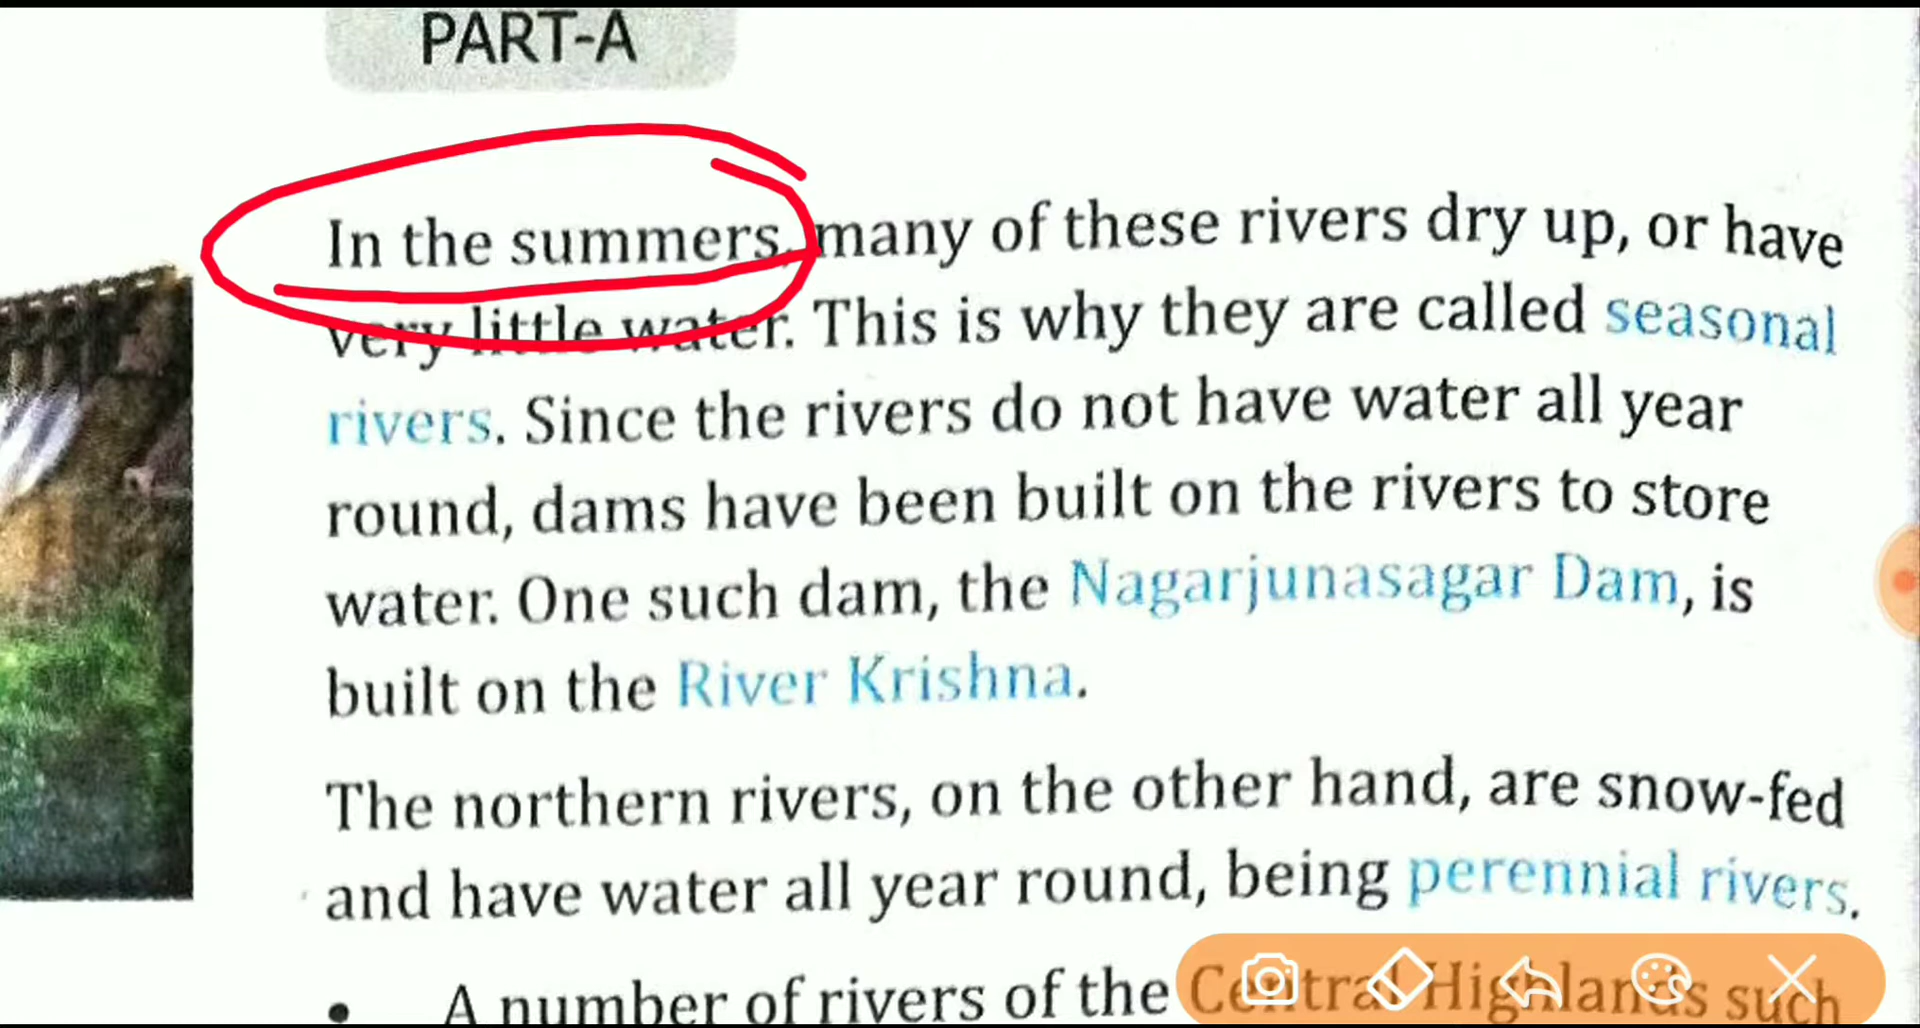 PART-A
In the summers, many of these rivers dry up, or have
very little water. This is why they are called seasonal
rivers. Since the rivers do not have water all year
round, dams have been built on the rivers to store
water. One such dam, the Nagarjunasagar Dam, is
built on the River Krishna.
The northern rivers, on the other hand, are snow-fed
and have water all year round, being perennial rivers.
• A number of rivers of the Central Highlands such